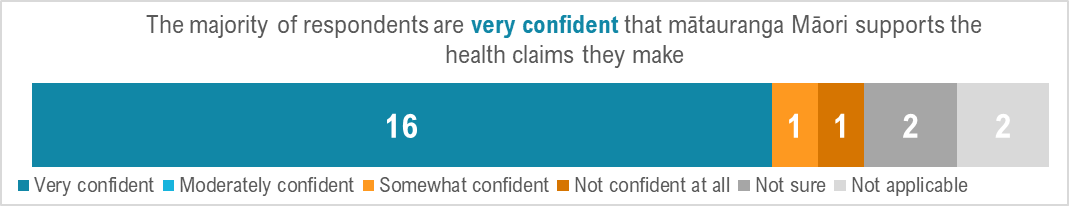 The majority of respondents are very confident that mātauranga Māori supports the
health claims they make
16 1 1 2 2
Very confident Moderately confident Somewhat confident Not confident at all Not sure Not applicable